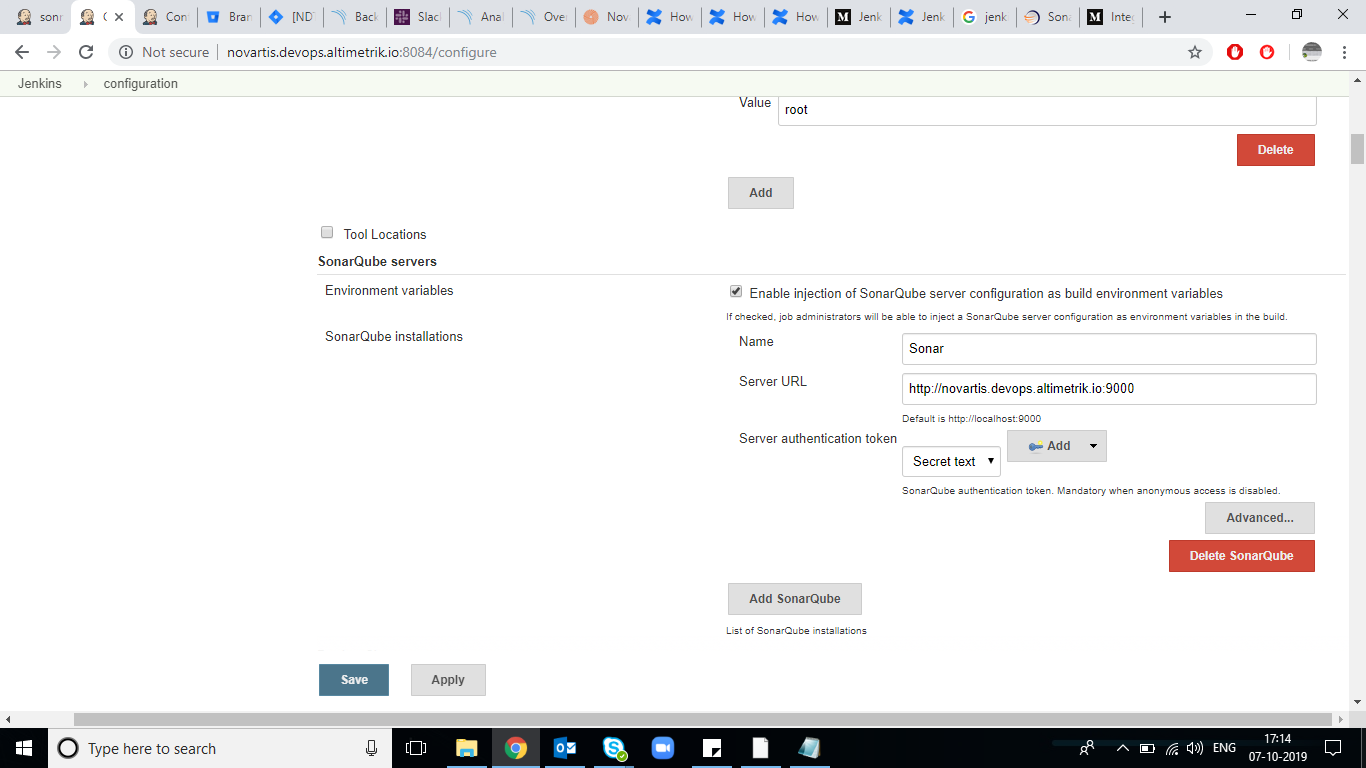 sonr
C
Con
Bran
[ND
Back
Slac
Anal
Over
Nov
How
How
How
Jenk
Jenk
jenk
Son
Inte
Not secure
novartis.devops.altimetrik.io:8084/configure
Jenkins
configuration
Value
root
Delete
Add
Tool Locations
SonarQube servers
Environment variables
Enable injection of SonarQube server configuration as build environment variables
If checked, job administrators will be able to inject a SonarQube server configuration as environment variables in the build.
SonarQube installations
Name
Sonar
Server URL
http://novartis.devops.altimetrik.io:9000
Default is http://localhost:9000
Server authentication token
Secret text
Add
SonarQube authentication token. Mandatory when anonymous access is disabled.
Advanced...
Delete SonarQube
Add SonarQube
List of SonarQube installations
Save
Apply
Type here to search
ENG
17:14
07-10-2019